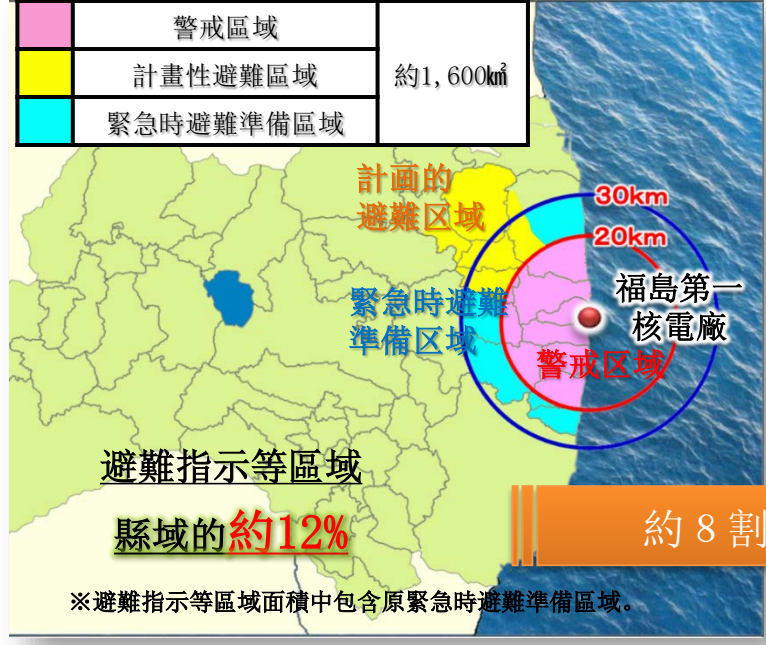 警戒區域
計畫性避難區域
緊急時避難準備區域
約1,600㎢
計画的
避難区域
30km
20km
福島第一
核電廠
緊急時避難
準備区域
警戒区域
避難指示等區域
縣域的約12%
約８割
※避難指示等區域面積中包含原緊急時避難準備區域。